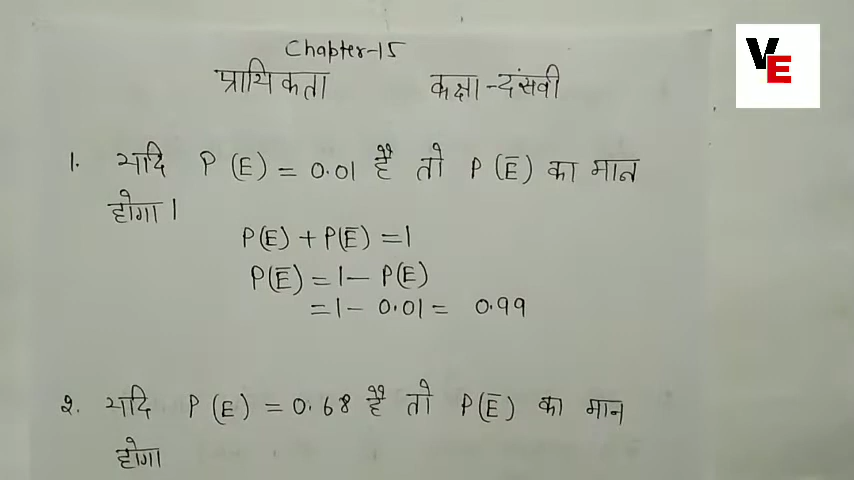 Chapter-15
VE
प्रायिकता कक्षा-दंसवी
1. यदि P(E) = 0.01 है तो P(E̅) का मान
होगा।
P(E) + P(E̅) = 1
P(E̅) = 1 - P(E)
= 1 - 0.01 = 0.99
2. यदि P(E) = 0.68 है तो P(E̅) का मान
होगा